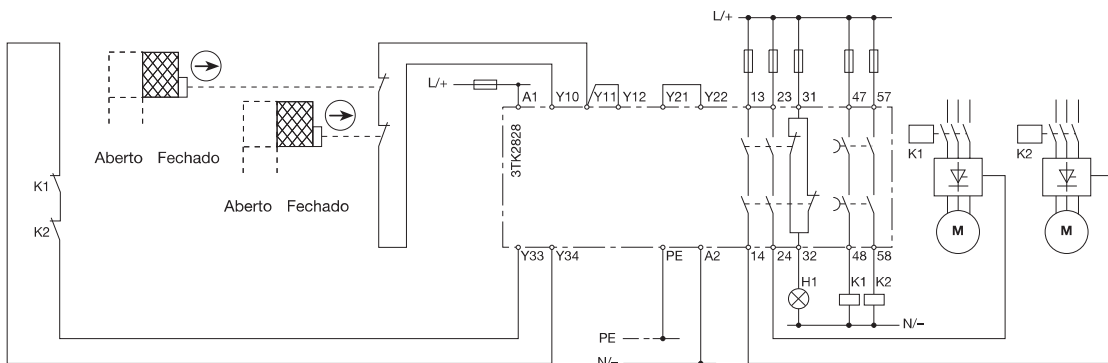 L/+
L/+
A1 Y10 Y11 Y12 Y21 Y22 13 23 31 47 57
3TK2828
Aberto Fechado
Aberto Fechado
K1
K2
K1
K2
M
M
Y33 Y34 PE A2 14 24 32 48 58
H1 K1 K2
N/–
PE
N/–